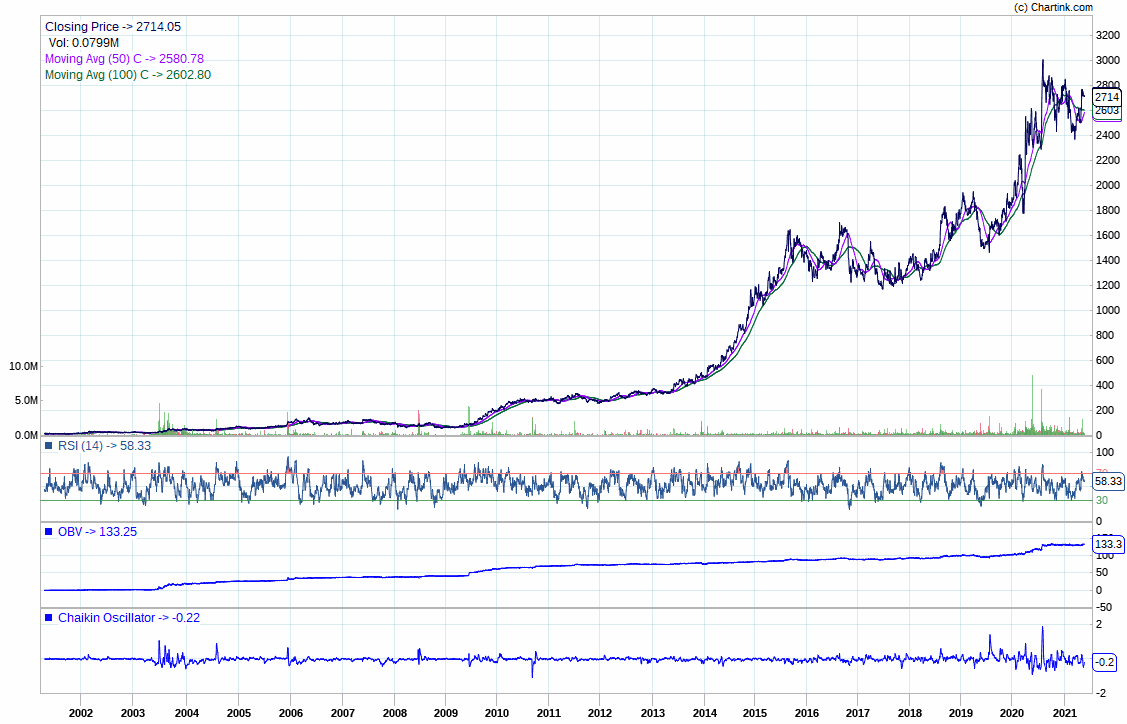 (c) Chartink.com
Closing Price -> 2714.05
Vol: 0.0799M
Moving Avg (50) C -> 2580.78
Moving Avg (100) C -> 2602.80
3200
3000
2800
2714
2603
2400
2200
2000
1800
1600
1400
1200
1000
800
600
400
200
0
10.0M
5.0M
0.0M
RSI (14) -> 58.33
100
70
58.33
30
0
OBV -> 133.25
133.3
100
50
0
-50
Chaikin Oscillator -> -0.22
2
-0.2
-2
2002 2003 2004 2005 2006 2007 2008 2009 2010 2011 2012 2013 2014 2015 2016 2017 2018 2019 2020 2021